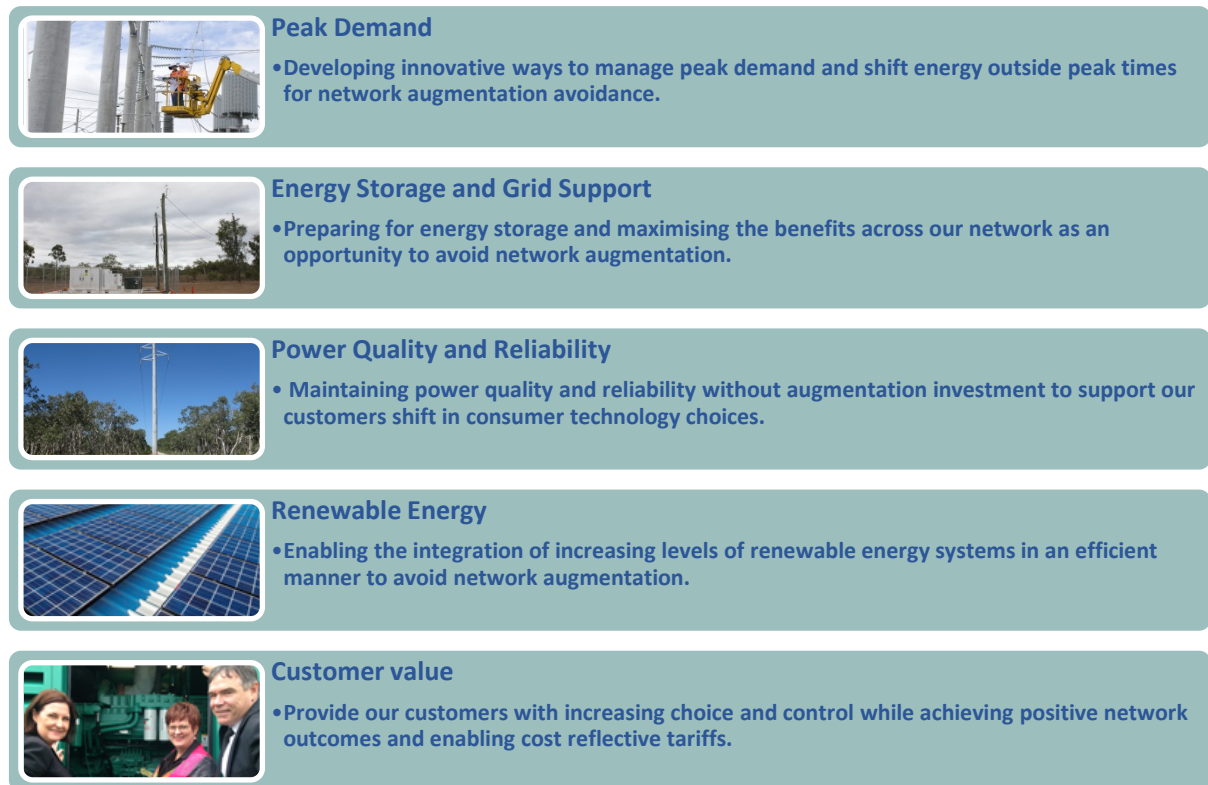 Peak Demand
•Developing innovative ways to manage peak demand and shift energy outside peak times
for network augmentation avoidance.
Energy Storage and Grid Support
•Preparing for energy storage and maximising the benefits across our network as an
opportunity to avoid network augmentation.
Power Quality and Reliability
• Maintaining power quality and reliability without augmentation investment to support our
customers shift in consumer technology choices.
Renewable Energy
•Enabling the integration of increasing levels of renewable energy systems in an efficient
manner to avoid network augmentation.
Customer value
•Provide our customers with increasing choice and control while achieving positive network
outcomes and enabling cost reflective tariffs.